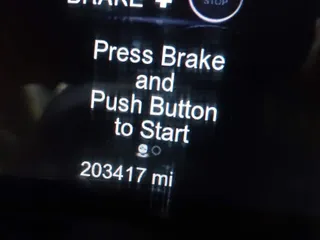 BRAKE +
STOP
Press Brake
and
Push Button
to Start
203417 mi